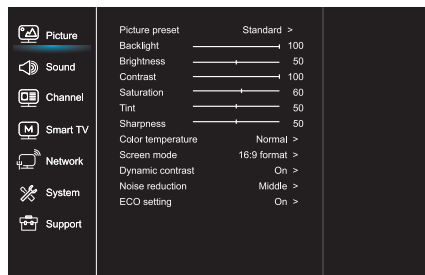 Picture
Sound
Channel
M
Smart TV
Network
System
Support
Picture preset Standard >
Backlight 100
Brightness 50
Contrast 100
Saturation 60
Tint 50
Sharpness 50
Color temperature Normal >
Screen mode 16:9 format >
Dynamic contrast On >
Noise reduction Middle >
ECO setting On >